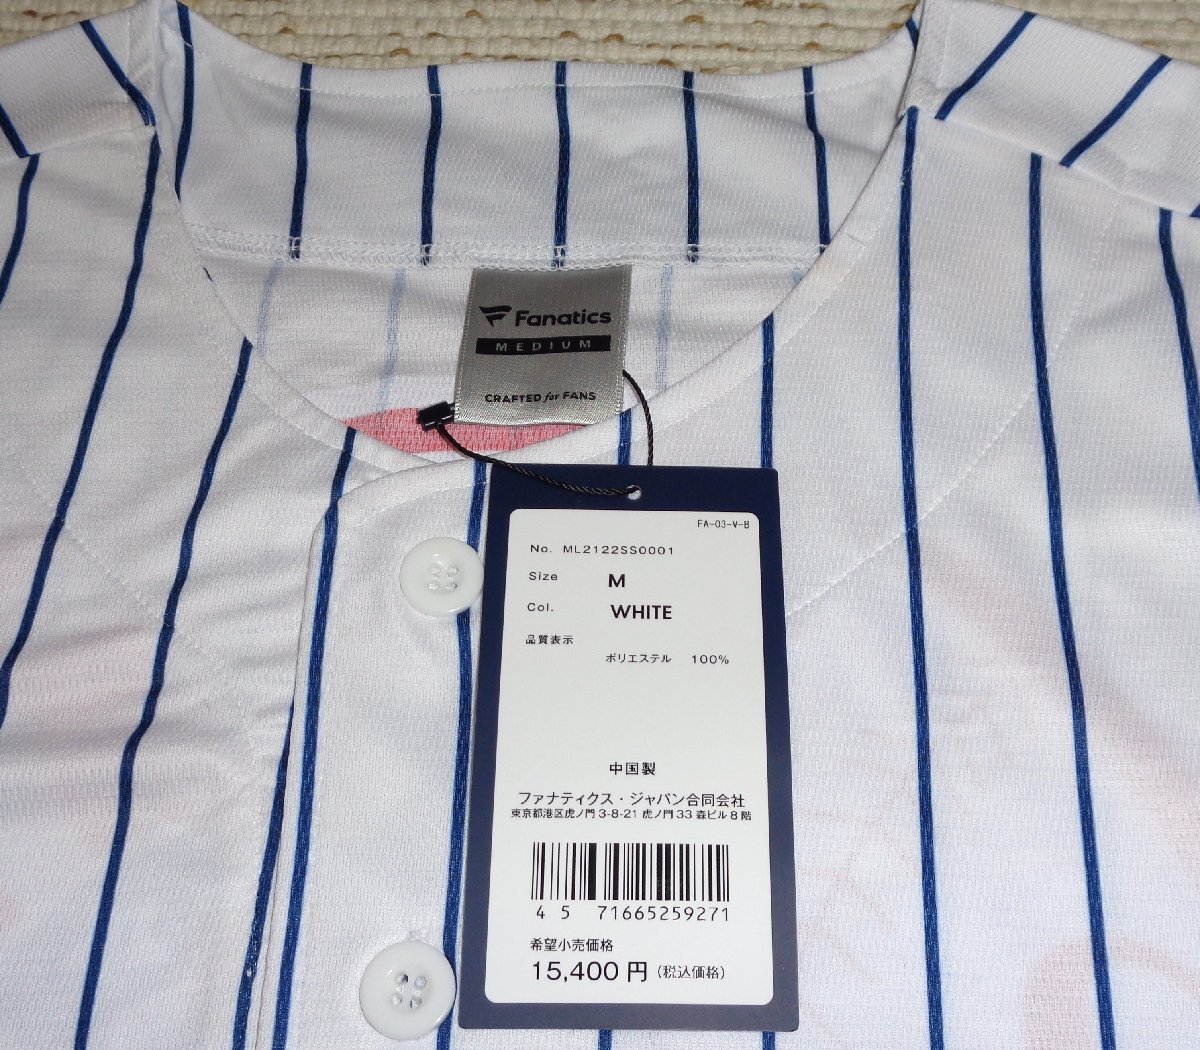 Fanatics
MEDIUM
CRAFTED for FANS
FA-03-V-B
No. ML2122SS0001
Size M
Col. WHITE
品質表示
ポリエステル 100%
中国製
ファナティクス・ジャパン合同会社
東京都港区虎ノ門3-8-21 虎ノ門33森ビル8階
45 71665259271
希望小売価格
15,400円(税込価格)